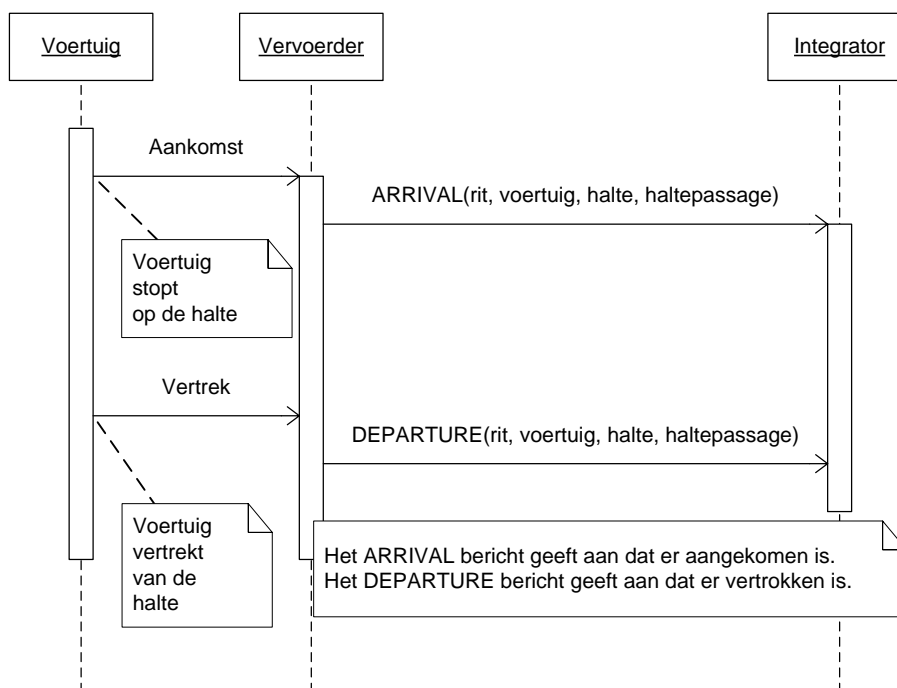 Voertuig
Vervoerder
Integrator
Aankomst
ARRIVAL(rit, voertuig, halte, haltepassage)
Voertuig
stopt
op de halte
Vertrek
DEPARTURE(rit, voertuig, halte, haltepassage)
Voertuig
vertrekt
van de
halte
Het ARRIVAL bericht geeft aan dat er aangekomen is.
Het DEPARTURE bericht geeft aan dat er vertrokken is.